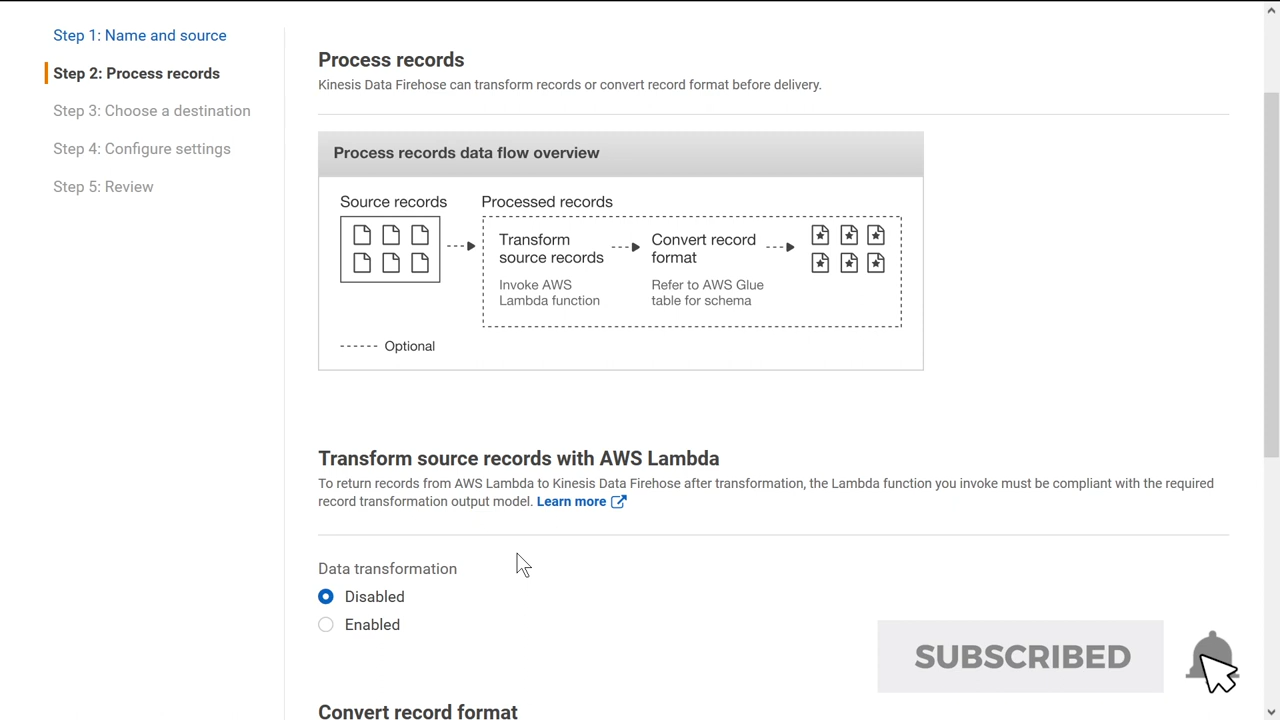 Step 1: Name and source
Step 2: Process records
Step 3: Choose a destination
Step 4: Configure settings
Step 5: Review
Process records
Kinesis Data Firehose can transform records or convert record format before delivery.
Process records data flow overview
Source records
Processed records
Transform
source records
Invoke AWS
Lambda function
Convert record
format
Refer to AWS Glue
table for schema
Optional
Transform source records with AWS Lambda
To return records from AWS Lambda to Kinesis Data Firehose after transformation, the Lambda function you invoke must be compliant with the required
record transformation output model. Learn more
Data transformation
Disabled
Enabled
SUBSCRIBED
Convert record format